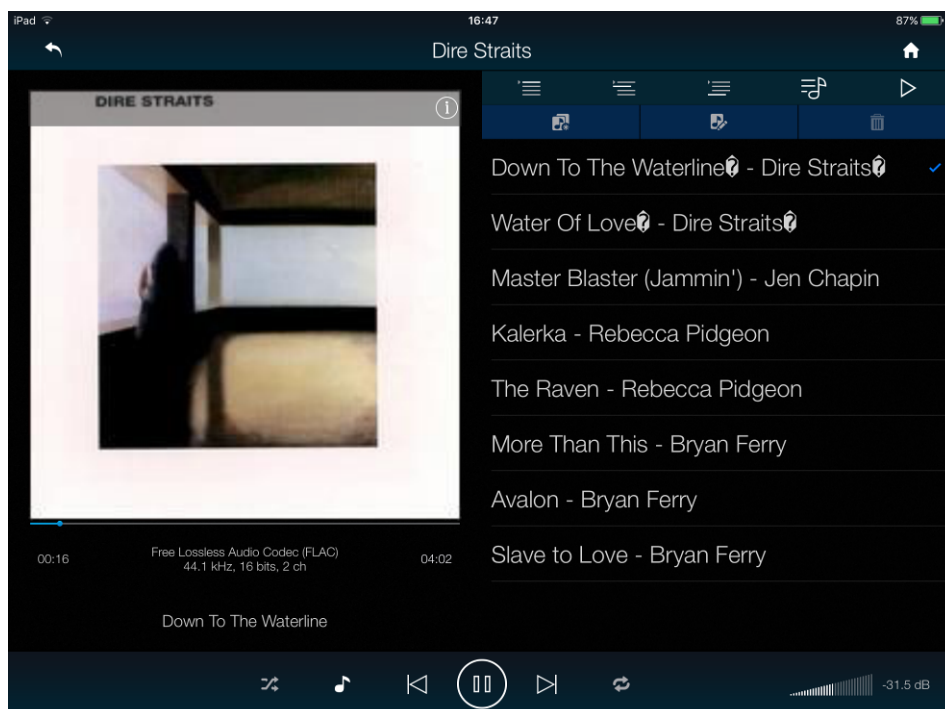 iPad 16:47 87%
Dire Straits
DIRE STRAITS
Down To The Waterline� - Dire Straits�
Water Of Love� - Dire Straits�
Master Blaster (Jammin') - Jen Chapin
Kalerka - Rebecca Pidgeon
The Raven - Rebecca Pidgeon
More Than This - Bryan Ferry
Avalon - Bryan Ferry
Slave to Love - Bryan Ferry
00:16 Free Lossless Audio Codec (FLAC) 04:02
44.1 kHz, 16 bits, 2 ch
Down To The Waterline
-31.5 dB